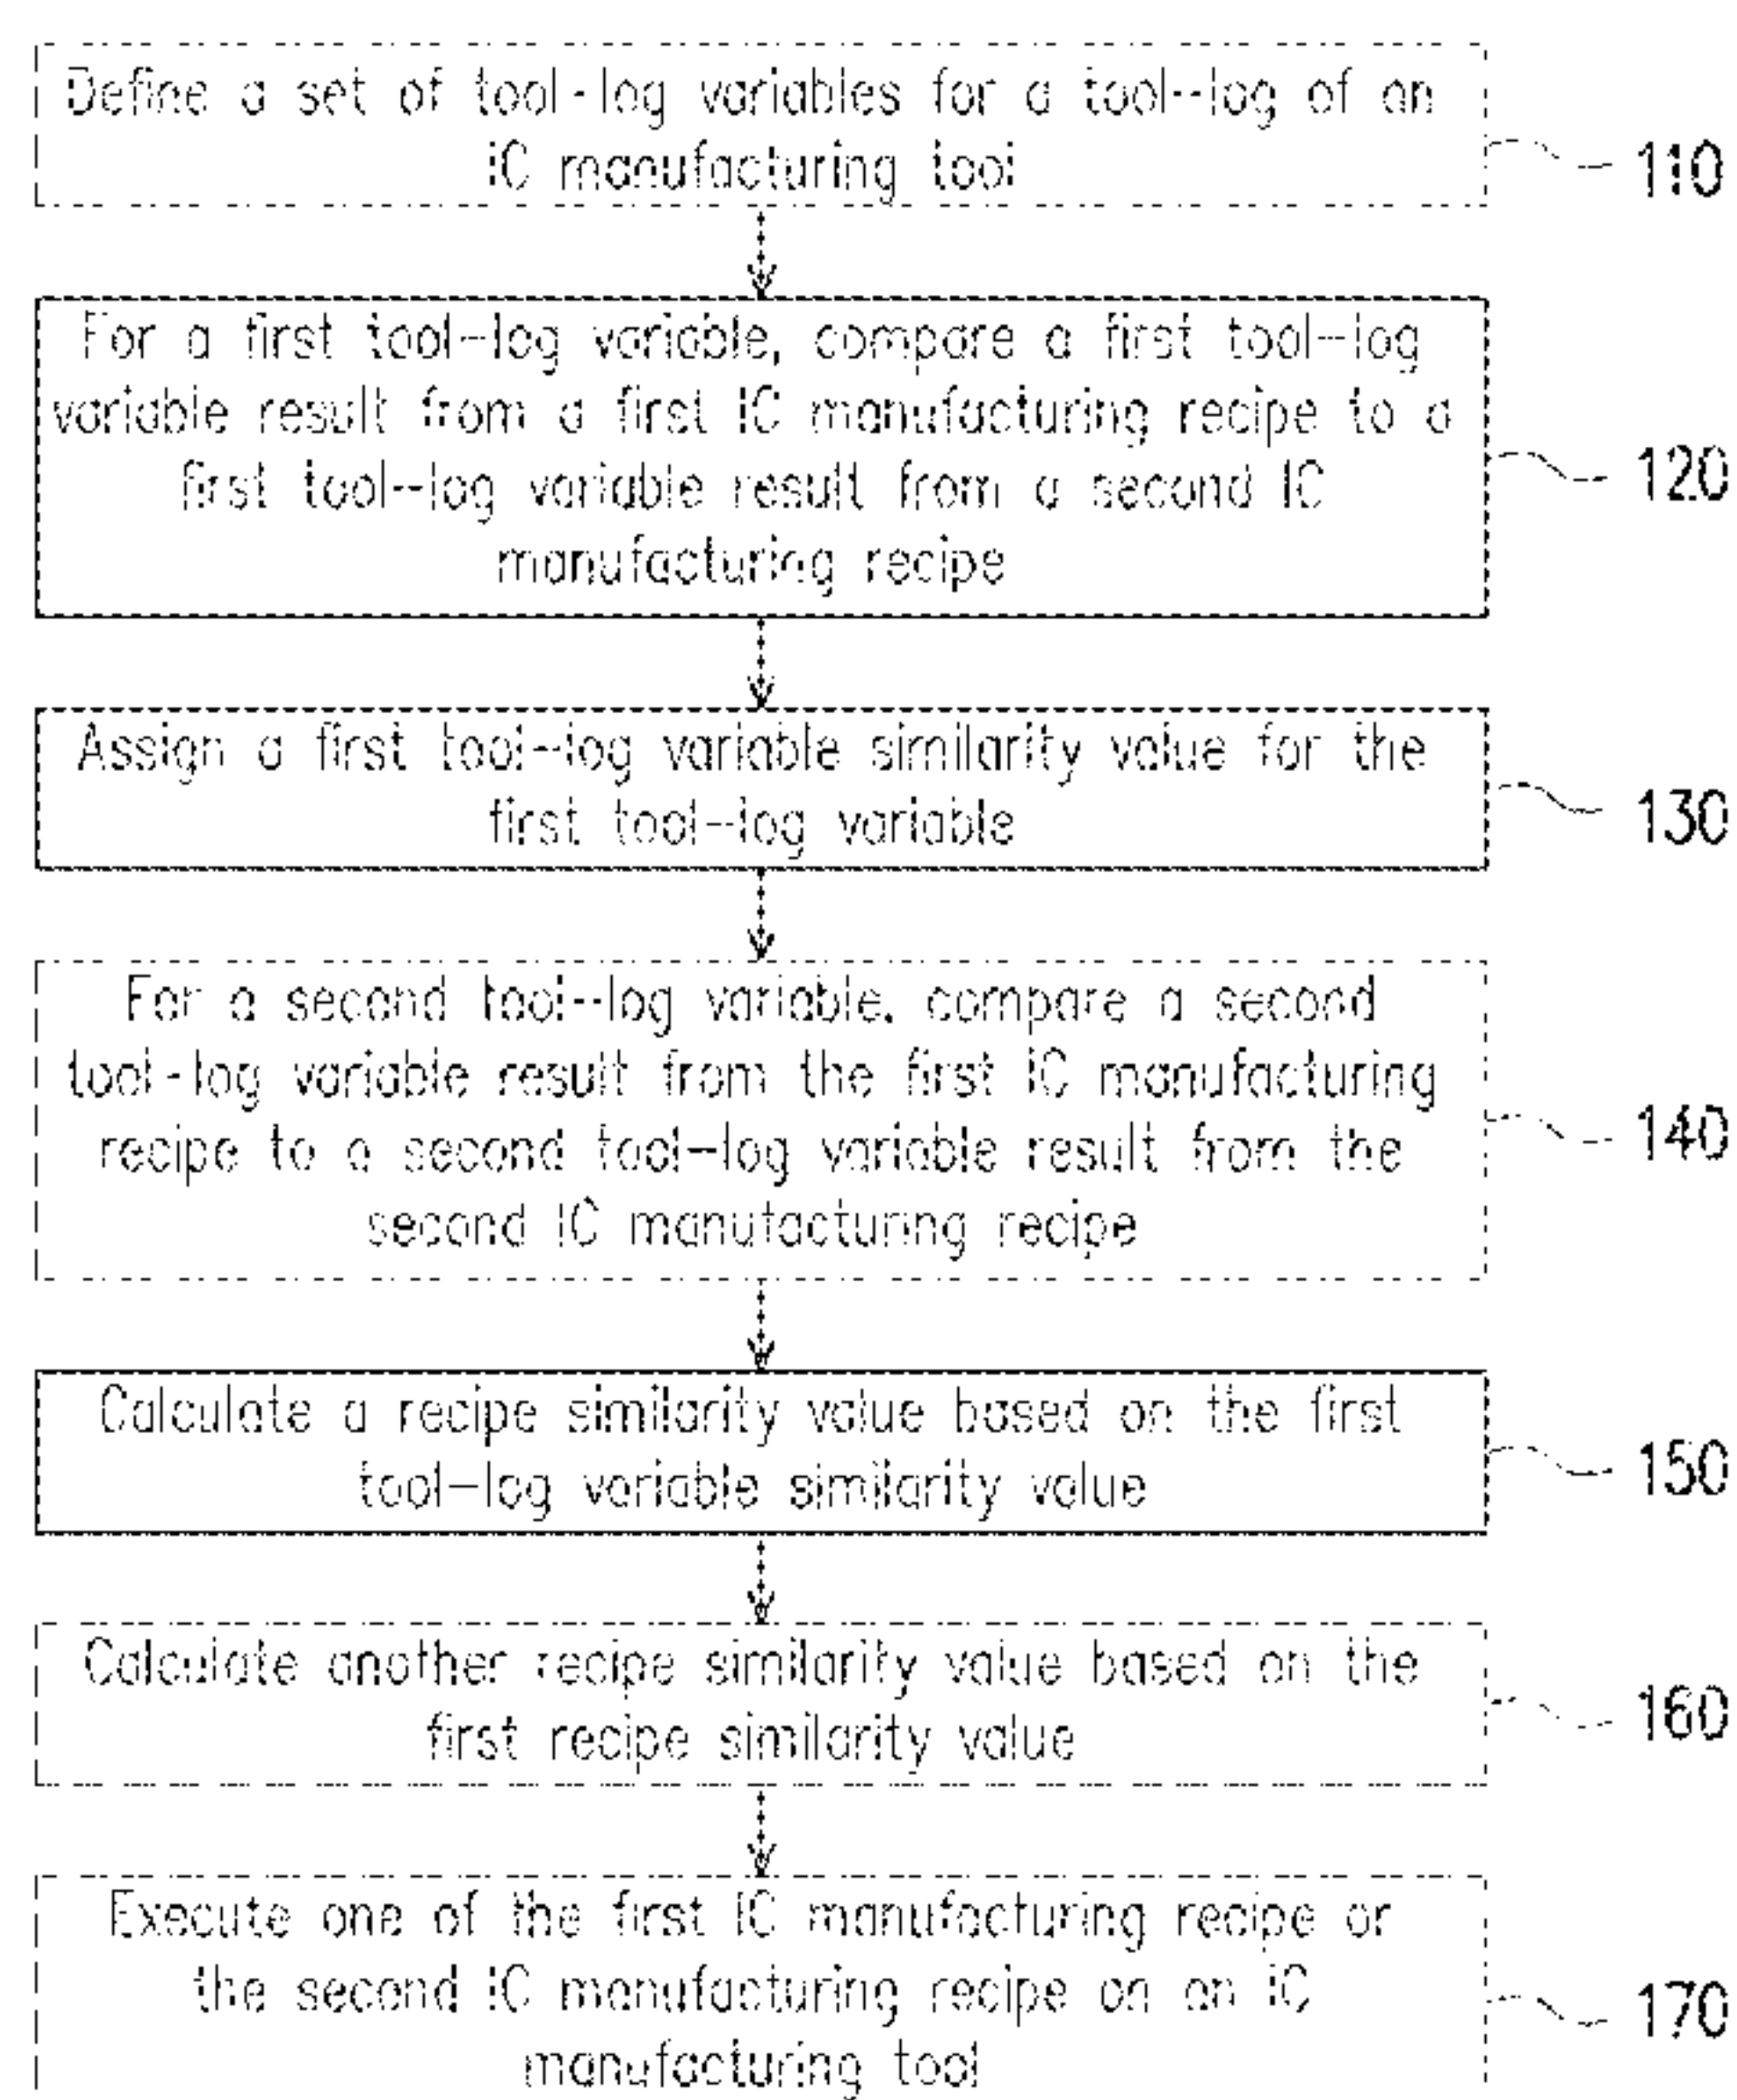 Define a set of tool-log variables for a tool-log of an
IC manufacturing tool
110
For a first tool-log variable, compare a first tool-log
variable result from a first IC manufacturing recipe to a
first tool-log variable result from a second IC
manufacturing recipe
120
Assign a first tool-log variable similarity value for the
first tool-log variable
130
For a second tool-log variable, compare a second
tool-log variable result from the first IC manufacturing
recipe to a second tool-log variable result from the
second IC manufacturing recipe
140
Calculate a recipe similarity value based on the first
tool-log variable similarity value
150
Calculate another recipe similarity value based on the
first recipe similarity value
160
Execute one of the first IC manufacturing recipe or
the second IC manufacturing recipe on an IC
manufacturing tool
170